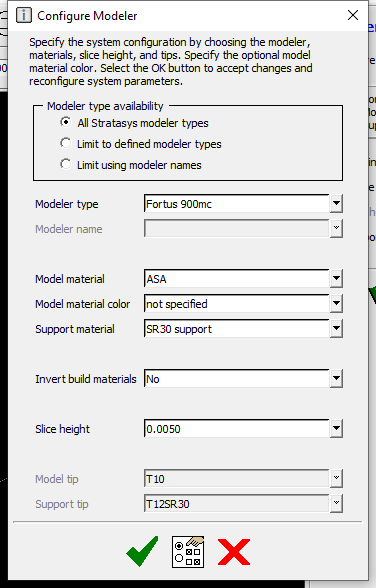 Configure Modeler
Specify the system configuration by choosing the modeler,
materials, slice height, and tips. Specify the optional model
material color. Select the OK button to accept changes and
reconfigure system parameters.
Modeler type availability
All Stratasys modeler types
Limit to defined modeler types
Limit using modeler names
Modeler type Fortus 900mc
Modeler name
Model material ASA
Model material color not specified
Support material SR30 support
Invert build materials No
Slice height 0.0050
Model tip T10
Support tip T12SR30